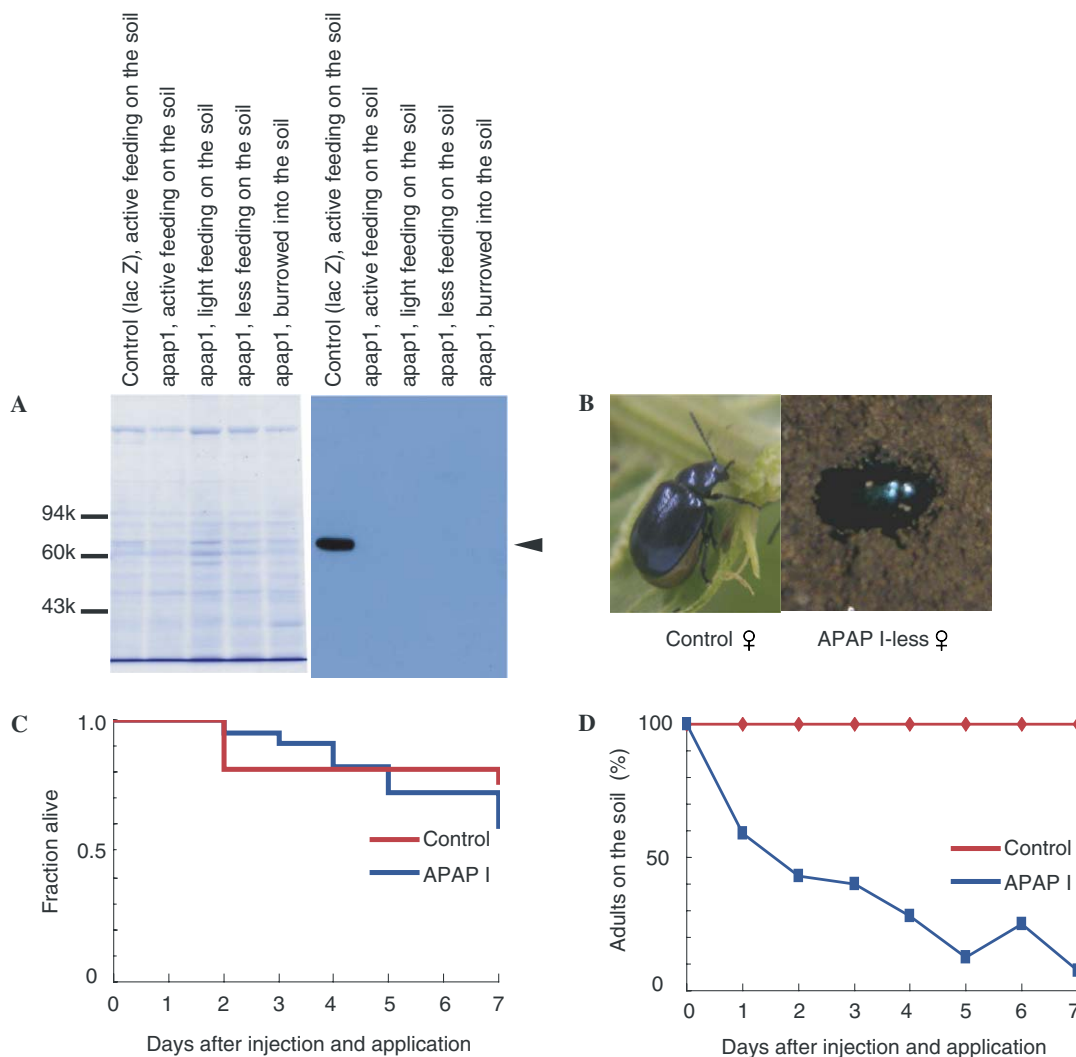 Control (lac Z), active feeding on the soil
apap1, active feeding on the soil
apap1, light feeding on the soil
apap1, less feeding on the soil
apap1, burrowed into the soil
Control (lac Z), active feeding on the soil
apap1, active feeding on the soil
apap1, light feeding on the soil
apap1, less feeding on the soil
apap1, burrowed into the soil
A
94k
60k
43k
B
Control ♀
APAP I-less ♀
C
1.0
0.5
0
Fraction alive
Control
APAP I
0 1 2 3 4 5 6 7
Days after injection and application
D
100
50
0
Adults on the soil (%)
Control
APAP I
0 1 2 3 4 5 6 7
Days after injection and application